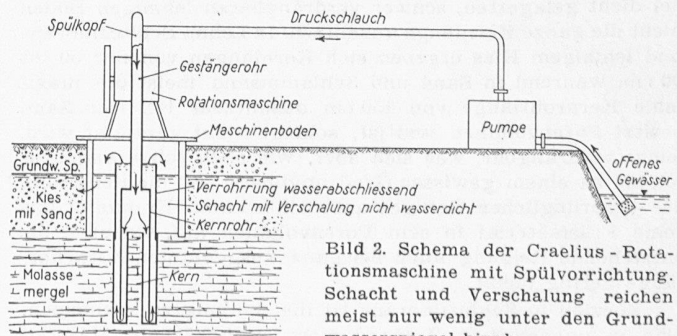 Druckschlauch
Spülkopf
Gestängerohr
Rotationsmaschine
Maschinenboden
Pumpe
offenes
Gewässer
Grundw. Sp.
Kies
mit Sand
Verrohrung wasserabschliessend
Schacht mit Verschalung nicht wasserdicht
Kernrohr
Molasse
mergel
Kern
Bild 2. Schema der Craelius-Rota-
tionsmaschine mit Spülvorrichtung.
Schacht und Verschalung reichen
meist nur wenig unter den Grund-